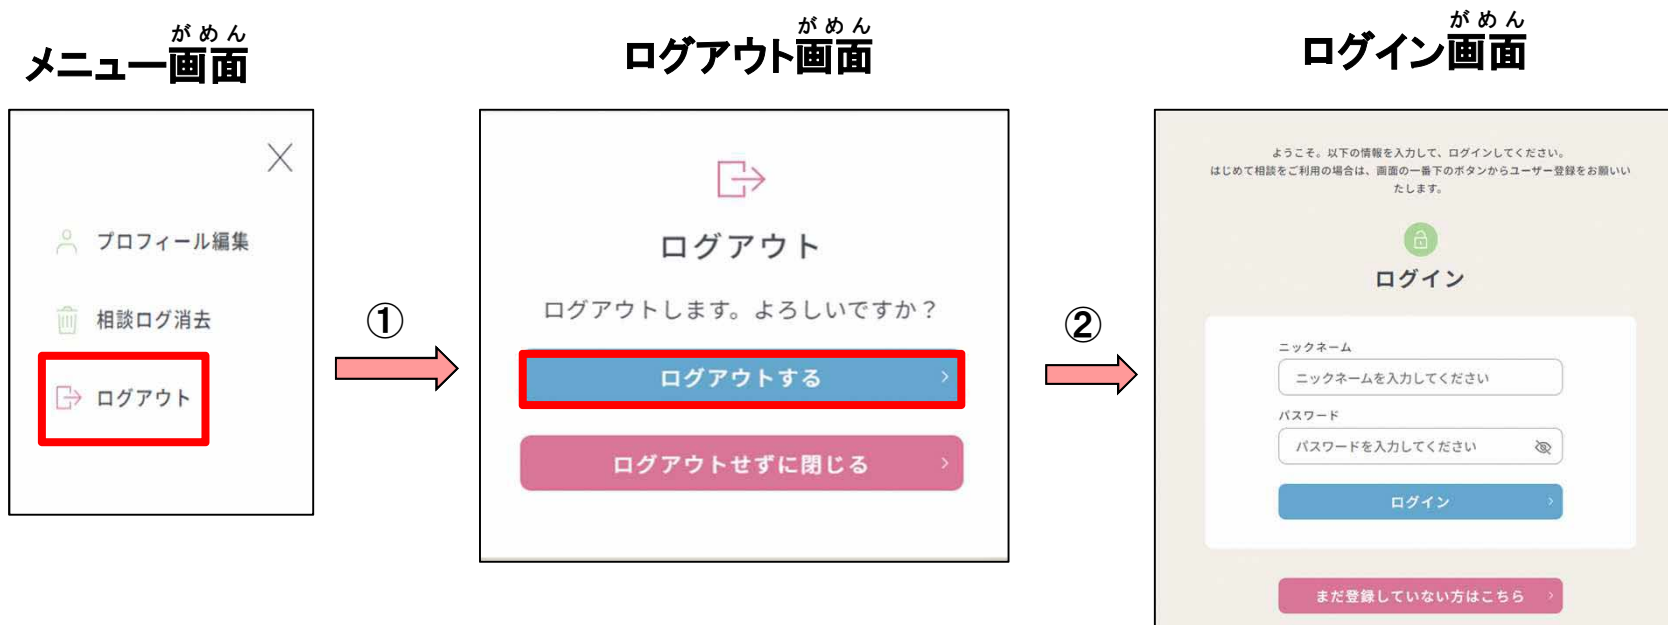 がめん
メニュー画面
プロフィール編集
相談ログ消去
ログアウト
①
がめん
ログアウト画面
ログアウト
ログアウトします。よろしいですか？
ログアウトする
ログアウトせずに閉じる
②
がめん
ログイン画面
ようこそ。以下の情報を入力して、ログインしてください。
はじめて相談をご利用の場合は、画面の一番下のボタンからユーザー登録をお願いい
たします。
ログイン
ニックネーム
ニックネームを入力してください
パスワード
パスワードを入力してください
ログイン
まだ登録していない方はこちら